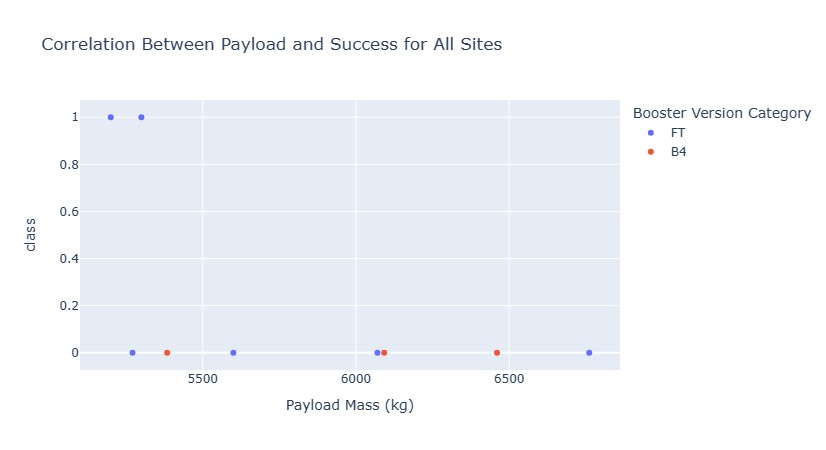 Correlation Between Payload and Success for All Sites
Booster Version Category
FT
B4
class
1
0.8
0.6
0.4
0.2
0
5500
6000
6500
Payload Mass (kg)